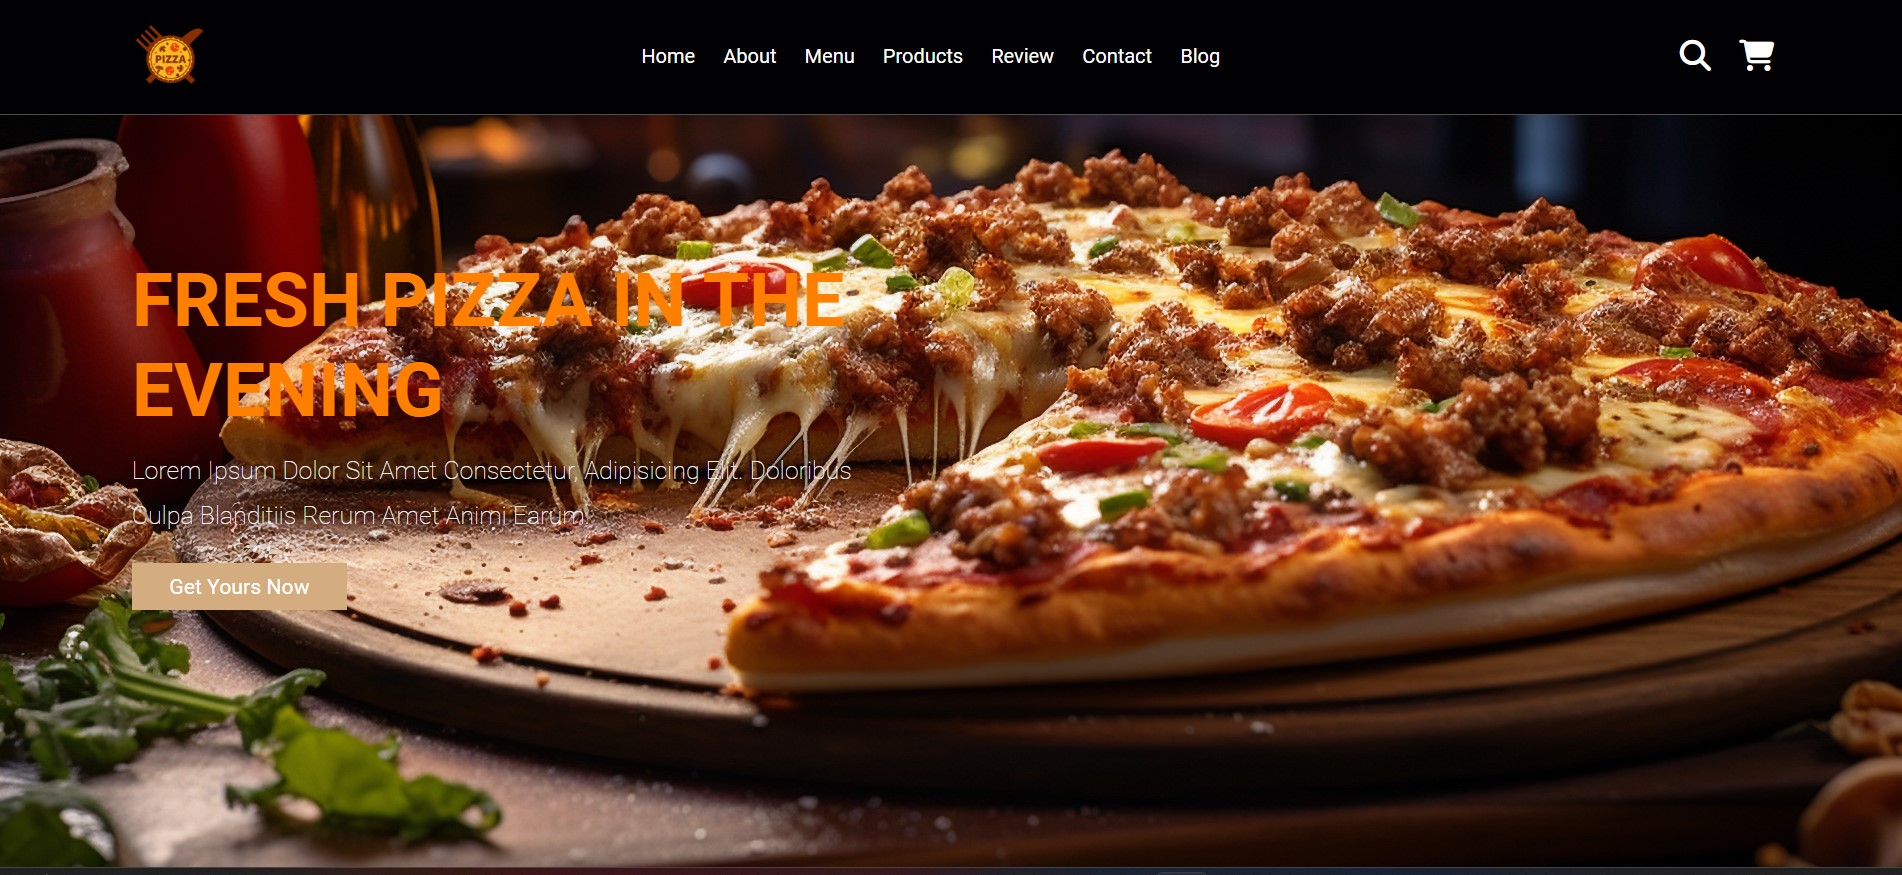 PIZZA
Home About Menu Products Review Contact Blog
FRESH PIZZA IN THE
EVENING
Lorem Ipsum Dolor Sit Amet Consectetur, Adipisicing Elit. Doloribus
Culpa Blanditiis Rerum Amet Animi Earum!
Get Yours Now